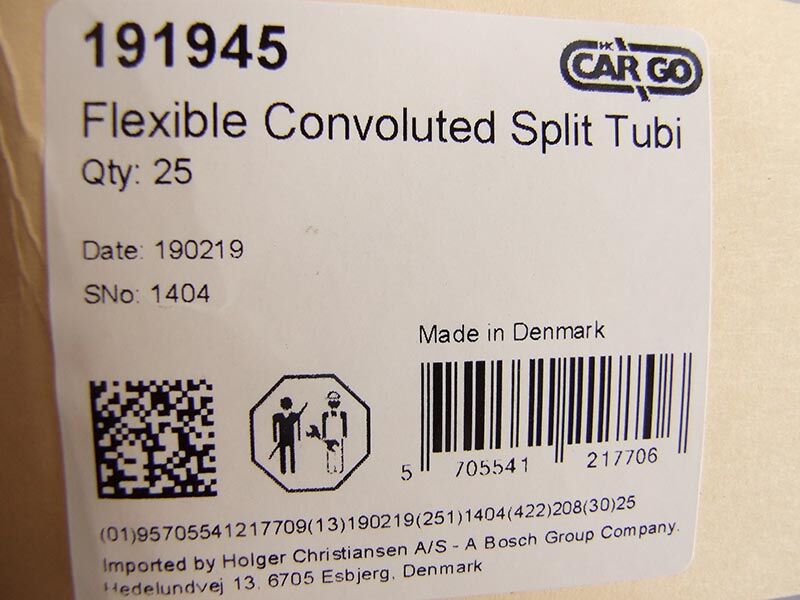 191945
HC
CARGO
Flexible Convoluted Split Tubi
Qty: 25
Date: 190219
SNo: 1404
Made in Denmark
5 705541 217706
(01)95705541217709(13)190219(251)1404(422)208(30)25
Imported by Holger Christiansen A/S - A Bosch Group Company.
Hedelundvej 13, 6705 Esbjerg, Denmark